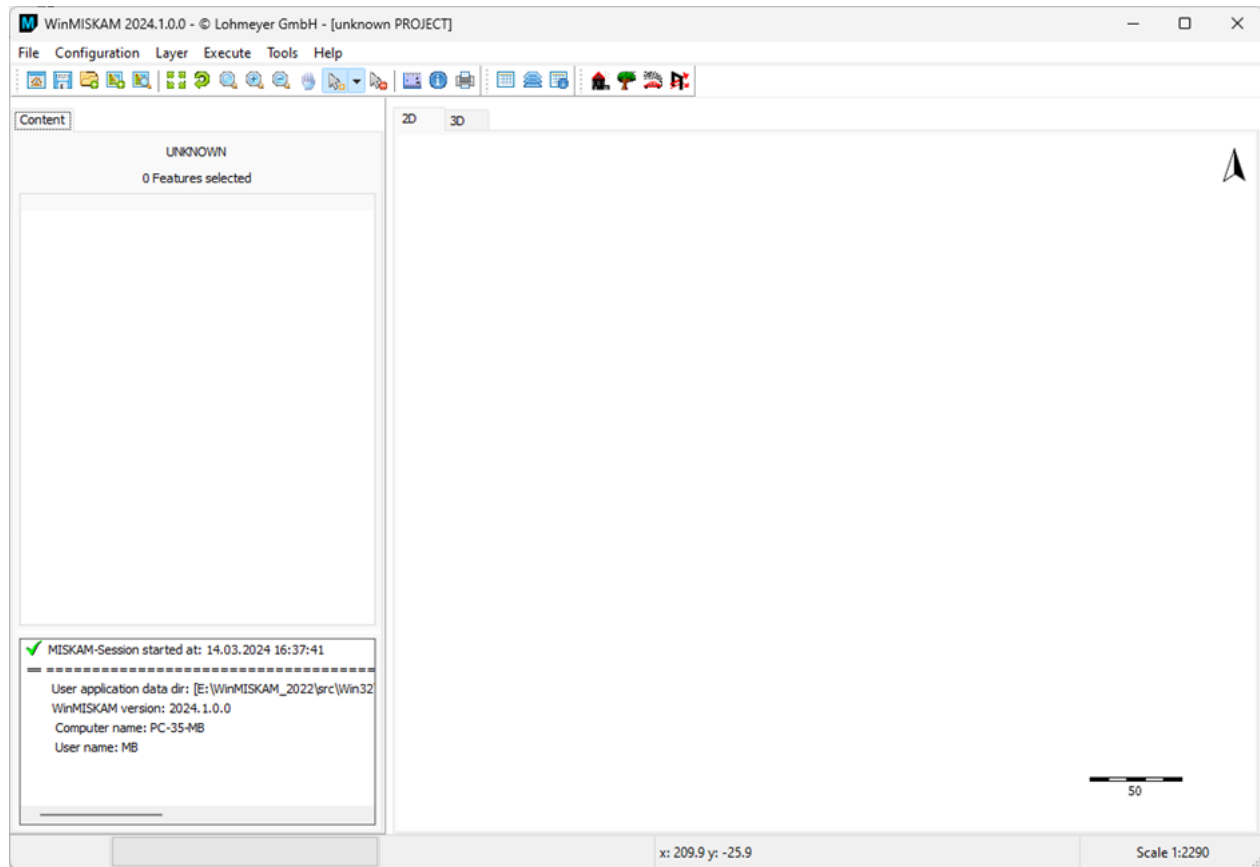 WinMISKAM 2024.1.0.0 - © Lohmeyer GmbH - [unknown PROJECT]
File Configuration Layer Execute Tools Help
Content
2D 3D
UNKNOWN
0 Features selected
MISKAM-Session started at: 14.03.2024 16:37:41
== ====================================
User application data dir: [E:\WinMISKAM_2022\src\Win32\
WinMISKAM version: 2024.1.0.0
Computer name: PC-35-MB
User name: MB
50
x: 209.9 y: -25.9
Scale 1:2290